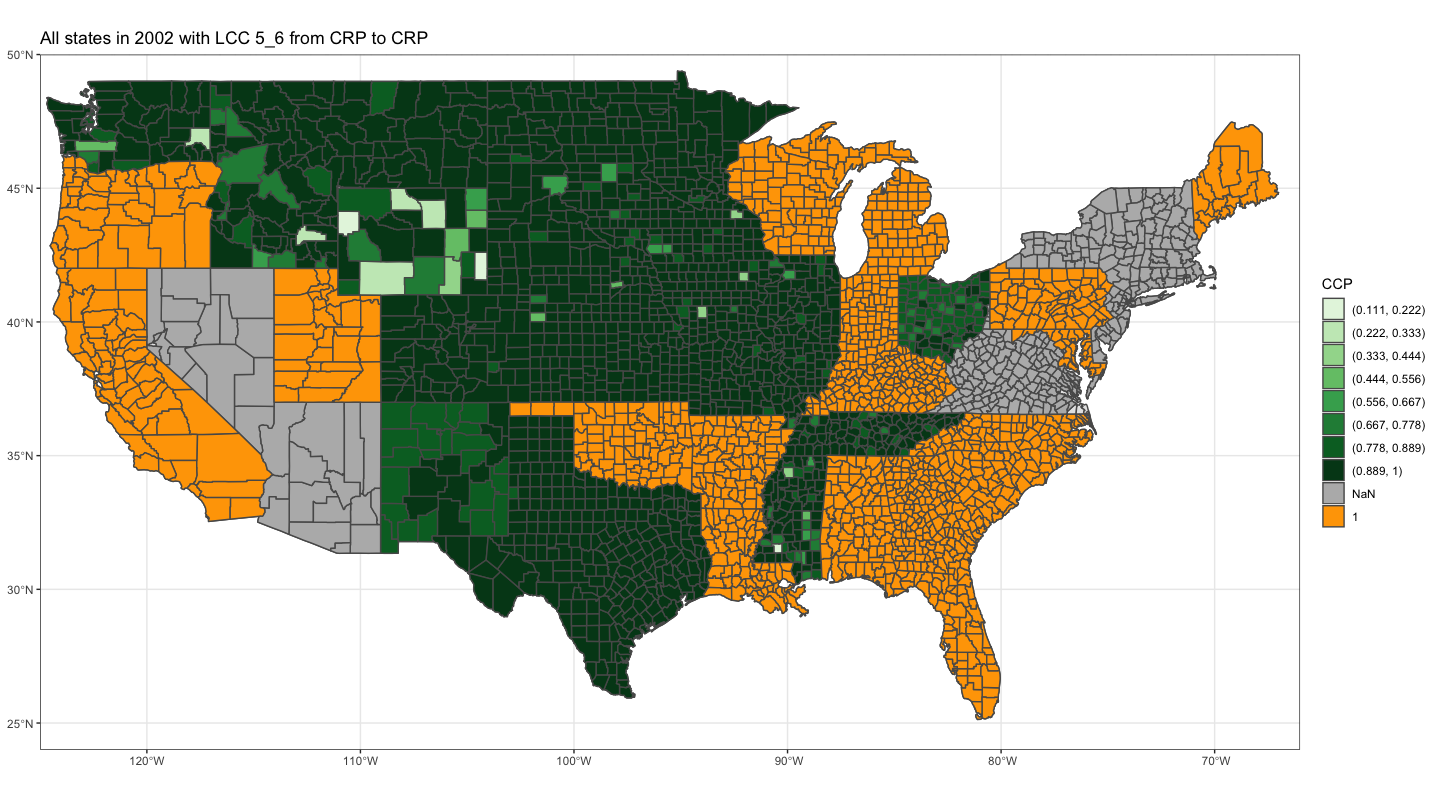 All states in 2002 with LCC 5_6 from CRP to CRP
50°N
45°N
40°N
35°N
30°N
25°N
120°W
110°W
100°W
90°W
80°W
70°W
CCP
(0.111, 0.222)
(0.222, 0.333)
(0.333, 0.444)
(0.444, 0.556)
(0.556, 0.667)
(0.667, 0.778)
(0.778, 0.889)
(0.889, 1)
NaN
1